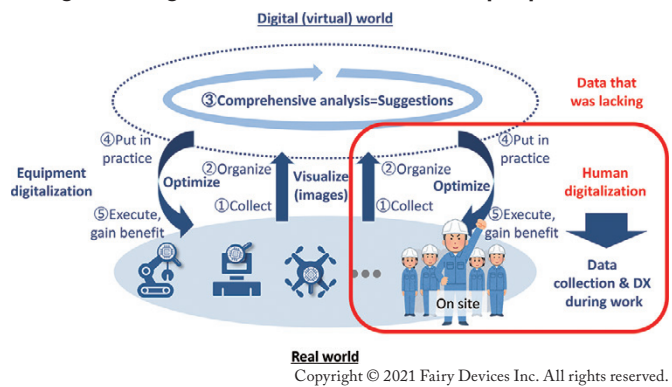 Digital (virtual) world
③Comprehensive analysis=Suggestions
Data that
was lacking
④Put in
practice
Equipment
digitalization
Optimize
②Organize
①Collect
Visualize
(images)
②Organize
①Collect
④Put in
practice
Optimize
Human
digitalization
⑤Execute,
gain benefit
⑤Execute,
gain benefit
Data
collection & DX
during work
On site
Real world
Copyright © 2021 Fairy Devices Inc. All rights reserved.